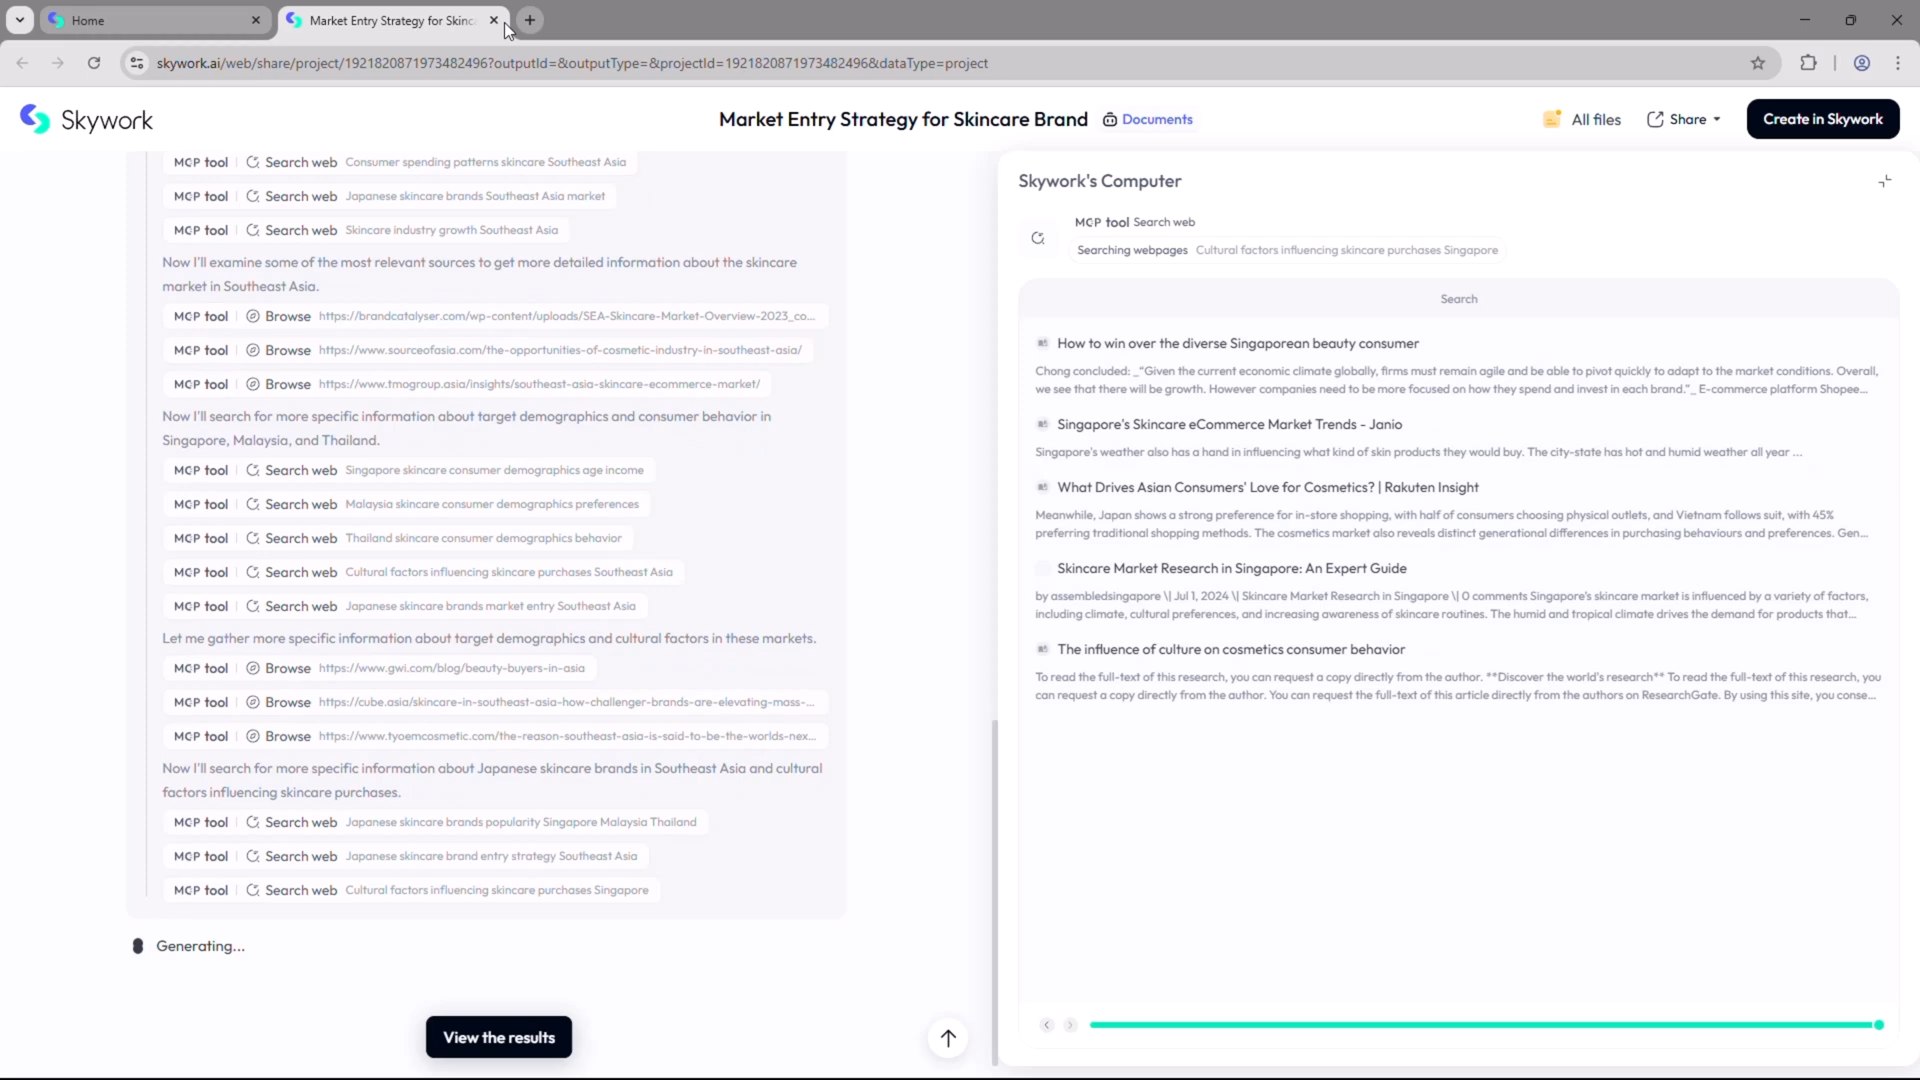 Home
Market Entry Strategy for Skinc
skywork.ai/web/share/project/1921820871973482496?outputId=&outputType=&projectId=1921820871973482496&dataType=project
Skywork
Market Entry Strategy for Skincare Brand
Documents
All files
Share
Create in Skywork
MCP tool Search web Consumer spending patterns skincare Southeast Asia
MCP tool Search web Japanese skincare brands Southeast Asia market
MCP tool Search web Skincare industry growth Southeast Asia
Now I'll examine some of the most relevant sources to get more detailed information about the skincare
market in Southeast Asia.
MCP tool Browse https://brandcatalyser.com/wp-content/uploads/SEA-Skincare-Market-Overview-2023_co...
MCP tool Browse https://www.sourceofasia.com/the-opportunities-of-cosmetic-industry-in-southeast-asia/
MCP tool Browse https://www.tmogroup.asia/insights/southeast-asia-skincare-ecommerce-market/
Now I'll search for more specific information about target demographics and consumer behavior in
Singapore, Malaysia, and Thailand.
MCP tool Search web Singapore skincare consumer demographics age income
MCP tool Search web Malaysia skincare consumer demographics preferences
MCP tool Search web Thailand skincare consumer demographics behavior
MCP tool Search web Cultural factors influencing skincare purchases Southeast Asia
MCP tool Search web Japanese skincare brands market entry Southeast Asia
Let me gather more specific information about target demographics and cultural factors in these markets.
MCP tool Browse https://www.gwi.com/blog/beauty-buyers-in-asia
MCP tool Browse https://cube.asia/skincare-in-southeast-asia-how-challenger-brands-are-elevating-mass-...
MCP tool Browse https://www.tyoemcosmetic.com/the-reason-southeast-asia-is-said-to-be-the-worlds-nex...
Now I'll search for more specific information about Japanese skincare brands in Southeast Asia and cultural
factors influencing skincare purchases.
MCP tool Search web Japanese skincare brands popularity Singapore Malaysia Thailand
MCP tool Search web Japanese skincare brand entry strategy Southeast Asia
MCP tool Search web Cultural factors influencing skincare purchases Singapore
Generating...
View the results
Skywork's Computer
MCP tool Search web
Searching webpages Cultural factors influencing skincare purchases Singapore
Search
How to win over the diverse Singaporean beauty consumer
Chong concluded: _"Given the current economic climate globally, firms must remain agile and be able to pivot quickly to adapt to the market conditions. Overall,
we see that there will be growth. However companies need to be more focused on how they spend and invest in each brand."_ E-commerce platform Shopee...
Singapore's Skincare eCommerce Market Trends - Janio
Singapore's weather also has a hand in influencing what kind of skin products they would buy. The city-state has hot and humid weather all year ...
What Drives Asian Consumers' Love for Cosmetics? | Rakuten Insight
Meanwhile, Japan shows a strong preference for in-store shopping, with half of consumers choosing physical outlets, and Vietnam follows suit, with 45%
preferring traditional shopping methods. The cosmetics market also reveals distinct generational differences in purchasing behaviours and preferences. Gen...
Skincare Market Research in Singapore: An Expert Guide
by assembledsingapore \| Jul 1, 2024 \| Skincare Market Research in Singapore \| 0 comments Singapore's skincare market is influenced by a variety of factors,
including climate, cultural preferences, and increasing awareness of skincare routines. The humid and tropical climate drives the demand for products that...
The influence of culture on cosmetics consumer behavior
To read the full-text of this research, you can request a copy directly from the author. **Discover the world's research** To read the full-text of this research, you
can request a copy directly from the author. You can request the full-text of this article directly from the authors on ResearchGate. By using this site, you conse...